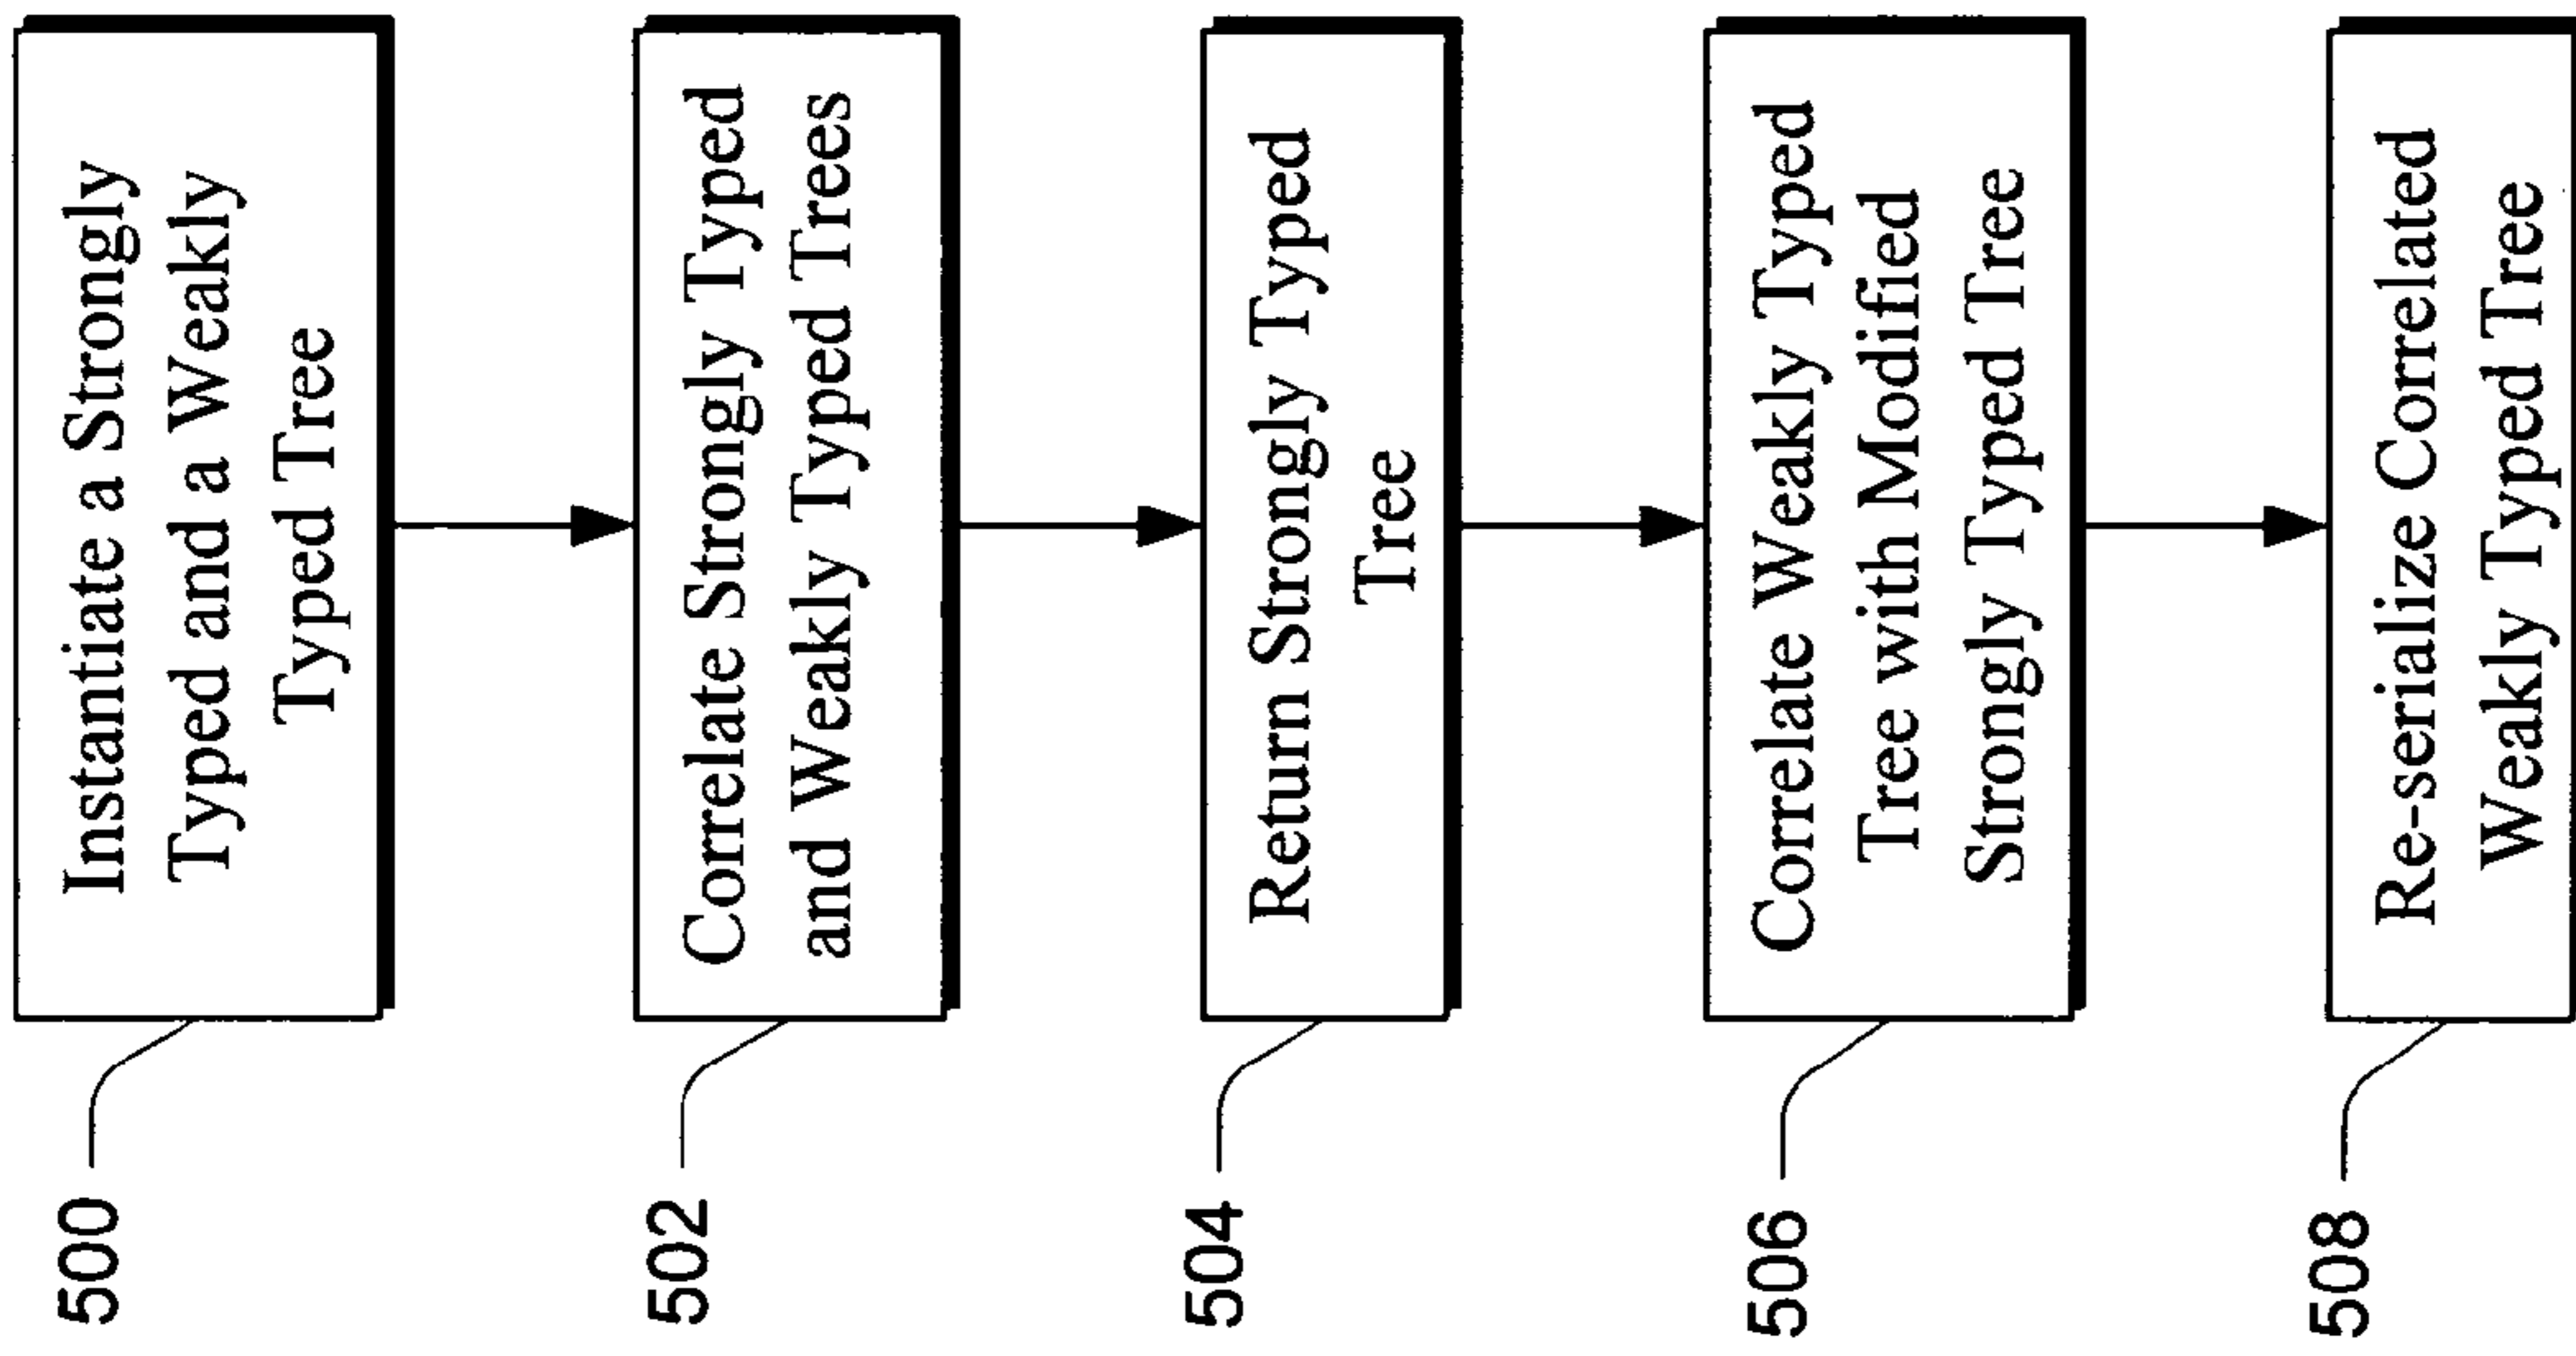 500
Instantiate a Strongly
Typed and a Weakly
Typed Tree
502
Correlate Strongly Typed
and Weakly Typed Trees
504
Return Strongly Typed
Tree
506
Correlate Weakly Typed
Tree with Modified
Strongly Typed Tree
508
Re-serialize Correlated
Weakly Typed Tree